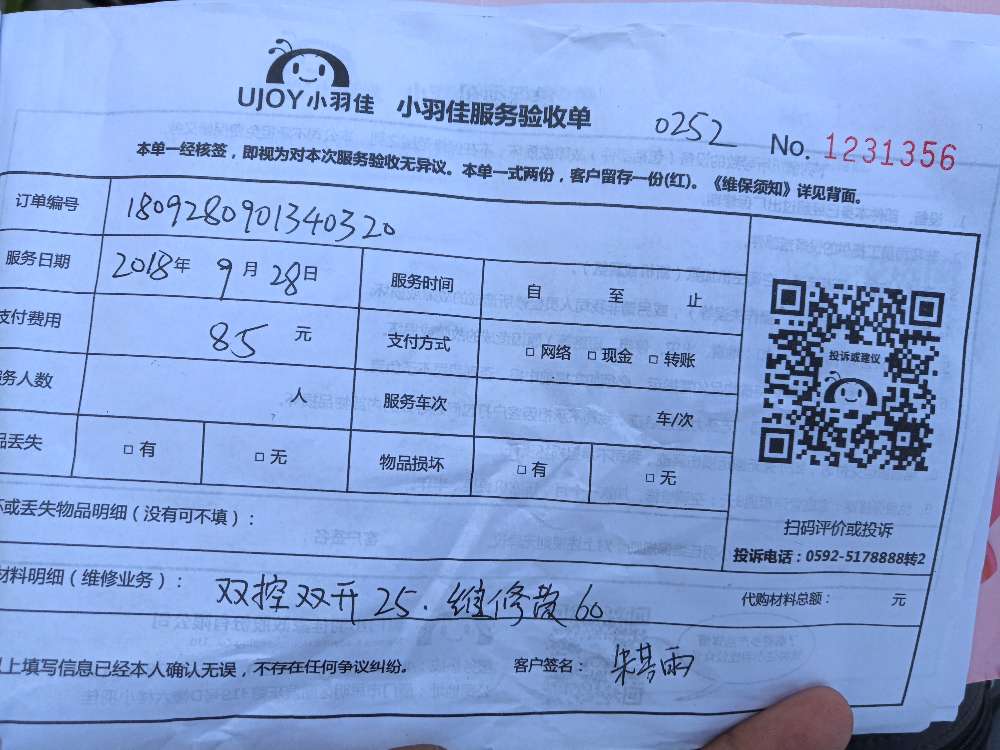 UJOY小羽佳 小羽佳服务验收单 0252 No. 1231356
本单一经核签，即视为对本次服务验收无异议。本单一式两份，客户留存一份(红)。《维保须知》详见背面。
订单编号 1809280901340320
服务日期 2018年 9月 28日 服务时间 自 至 止
支付费用 85 元 支付方式 □ 网络 □ 现金 □ 转账
务人数 人 服务车次 车/次
品丢失 □ 有 □ 无 物品损坏 □ 有 □ 无
投诉或建议
扫码评价或投诉
投诉电话：0592-5178888转2
坏或丢失物品明细（没有可不填）：
材料明细（维修业务）： 双控双开 25. 维修费 60 代购材料总额： 元
上填写信息已经本人确认无误，不存在任何争议纠纷。 客户签名：